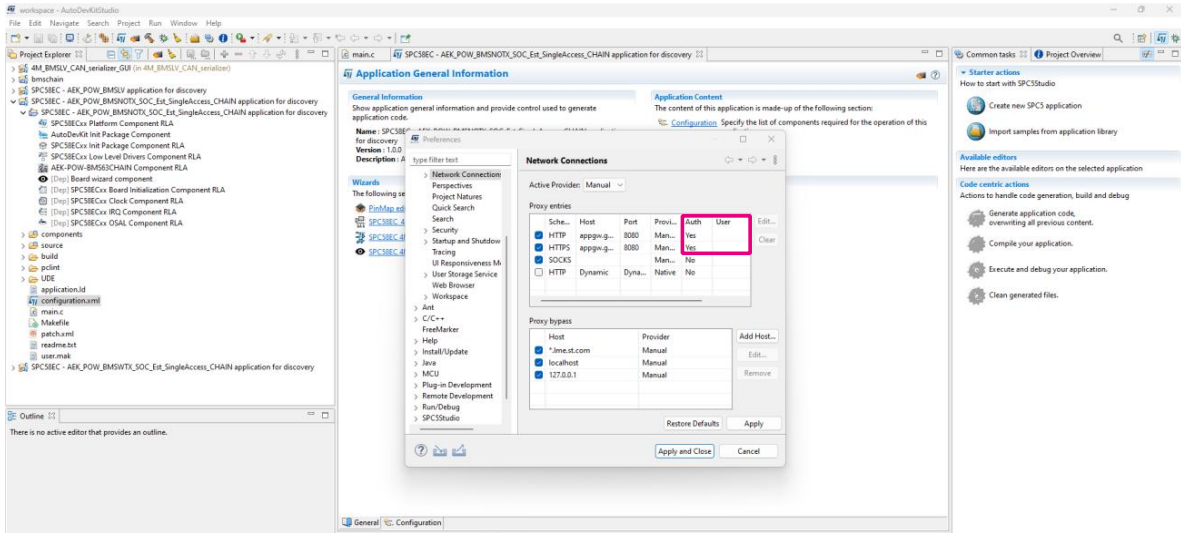 workspace - AutoDevKitStudio
File Edit Navigate Search Project Run Window Help
Project Explorer
4M_BMSLV_CAN_serializer_GUI (in 4M_BMSLV_CAN_serializer)
bmschain
SPC58EC - AEK_POW_BMSLV application for discovery
SPC58EC - AEK_POW_BMSNOTX_SOC_Est_SingleAccess_CHAIN application for discovery
SPC58EC - AEK_POW_BMSNOTX_SOC_Est_SingleAccess_CHAIN application for discovery
SPC58ECxx Platform Component RLA
AutoDevKit Init Package Component
SPC58ECxx Init Package Component RLA
SPC58ECxx Low Level Drivers Component RLA
AEK-POW-BMS63CHAIN Component RLA
[Dep] Board wizard component
[Dep] SPC58ECxx Board Initialization Component RLA
[Dep] SPC58ECxx Clock Component RLA
[Dep] SPC58ECxx IRQ Component RLA
[Dep] SPC58ECxx OSAL Component RLA
components
source
build
pclint
UDE
application.ld
configuration.xml
main.c
Makefile
patch.xml
readme.txt
user.mak
SPC58EC - AEK_POW_BMSWTX_SOC_Est_SingleAccess_CHAIN application for discovery
Outline
There is no active editor that provides an outline.
main.c
SPC58EC - AEK_POW_BMSNOTX_SOC_Est_SingleAccess_CHAIN application for discovery
Application General Information
General Information
Show application general information and provide control used to generate
application code.
Name : SPC58EC
for discovery
Version : 1.0.0
Description : A
Wizards
The following se
PinMap ed
SPC58EC 4
SPC58EC 4
SPC58EC 4
Application Content
The content of this application is made-up of the following section:
Configuration Specify the list of components required for the operation of this
Preferences
type filter text
Network Connections
Perspectives
Project Natures
Quick Search
Search
Security
Startup and Shutdow
Tracing
UI Responsiveness M
User Storage Service
Web Browser
Workspace
Ant
C/C++
FreeMarker
Help
Install/Update
Java
MCU
Plug-in Development
Remote Development
Run/Debug
SPC5Studio
Network Connections
Active Provider: Manual
Proxy entries
Sche... Host Port Provi... Auth User
HTTP appgw.g... 8080 Man... Yes
HTTPS appgw.g... 8080 Man... Yes
SOCKS Man... No
HTTP Dynamic Dyna... Native No
Edit...
Clear
Proxy bypass
Host Provider
*.lme.st.com Manual
localhost Manual
127.0.0.1 Manual
Add Host...
Edit...
Remove
Restore Defaults Apply
Apply and Close Cancel
General Configuration
Common tasks Project Overview
Starter actions
How to start with SPC5Studio
Create new SPC5 application
Import samples from application library
Available editors
Here are the available editors on the selected application
Code centric actions
Actions to handle code generation, build and debug
Generate application code,
overwriting all previous content.
Compile your application.
Execute and debug your application.
Clean generated files.